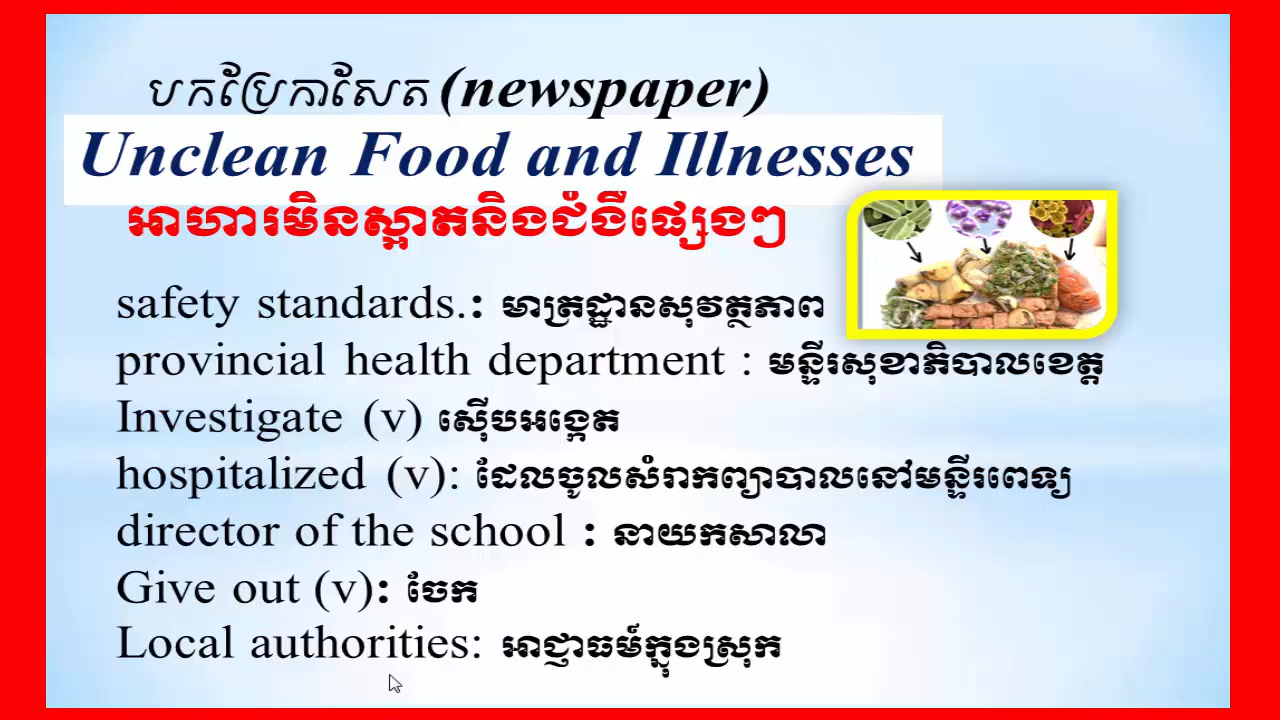 បកប្រែកាសែត (newspaper)
Unclean Food and Illnesses
អាហារមិនស្អាតនិងជំងឺផ្សេងៗ
safety standards.: មាត្រដ្ឋានសុវត្ថភាព
provincial health department : មន្ទីរសុខាភិបាលខេត្ត
Investigate (v) ស៊ើបអង្កេត
hospitalized (v): ដែលចូលសំរាកព្យាបាលនៅមន្ទីរពេទ្យ
director of the school : នាយកសាលា
Give out (v): ចែក
Local authorities: អាជ្ញាធម៍ក្នុងស្រុក